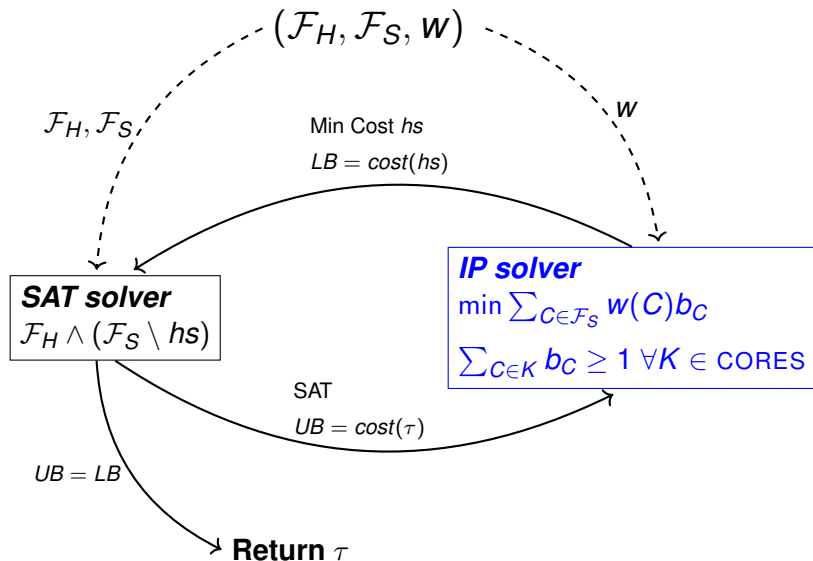 (𝓕_H, 𝓕_S, w)
𝓕_H, 𝓕_S
w
Min Cost hs
LB = cost(hs)
SAT solver
𝓕_H ∧ (𝓕_S \ hs)
IP solver
min ∑_{C∈𝓕_S} w(C)b_C
∑_{C∈K} b_C ≥ 1 ∀K ∈ CORES
SAT
UB = cost(τ)
UB = LB
Return τ